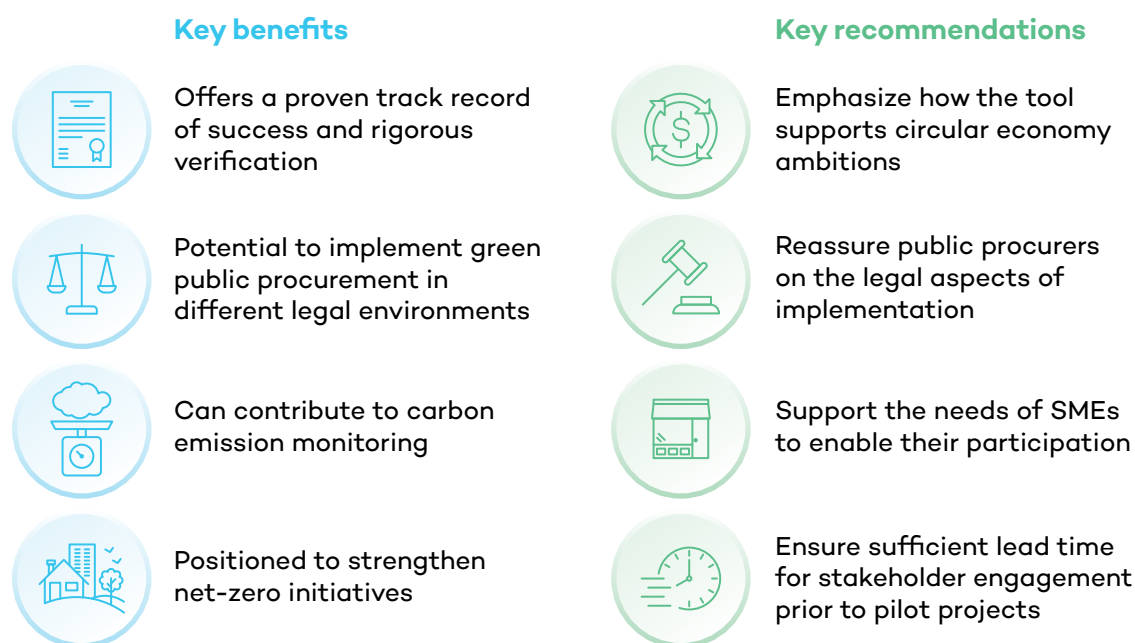 Key benefits
Offers a proven track record
of success and rigorous
verification
Potential to implement green
public procurement in
different legal environments
Can contribute to carbon
emission monitoring
Positioned to strengthen
net-zero initiatives
Key recommendations
$
Emphasize how the tool
supports circular economy
ambitions
Reassure public procurers
on the legal aspects of
implementation
Support the needs of SMEs
to enable their participation
Ensure sufficient lead time
for stakeholder engagement
prior to pilot projects